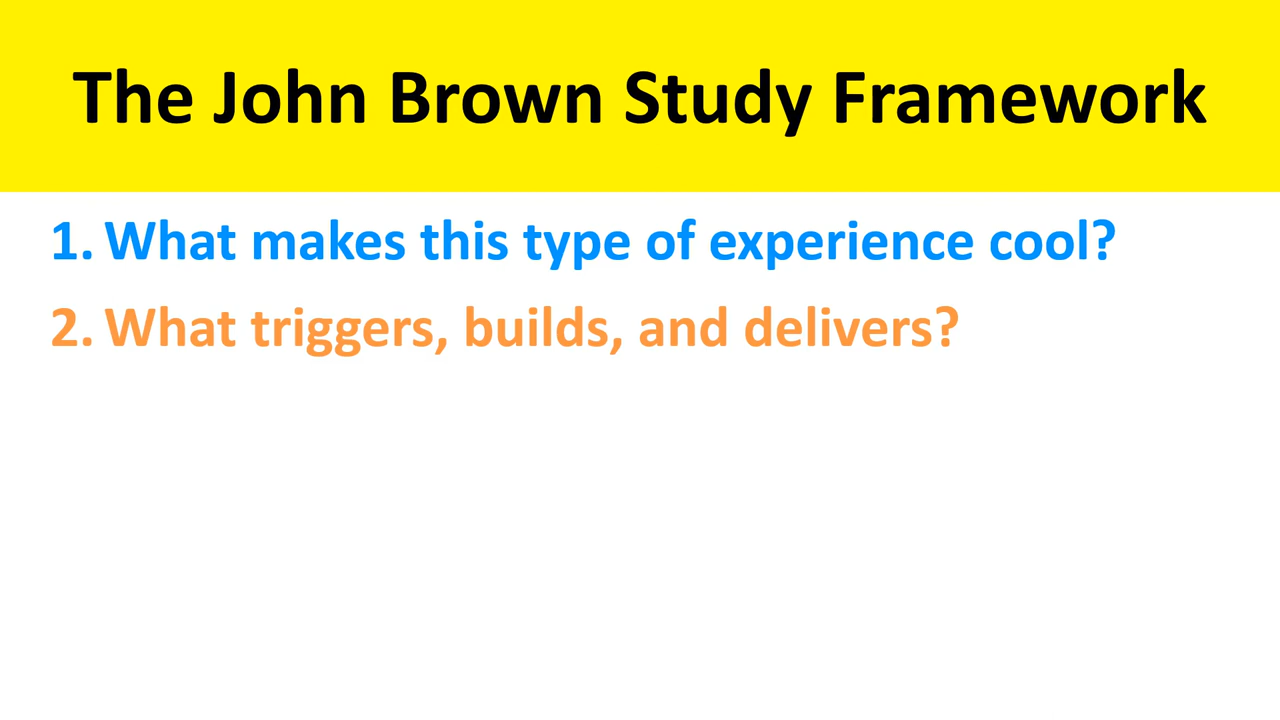 The John Brown Study Framework
1. What makes this type of experience cool?
2. What triggers, builds, and delivers?